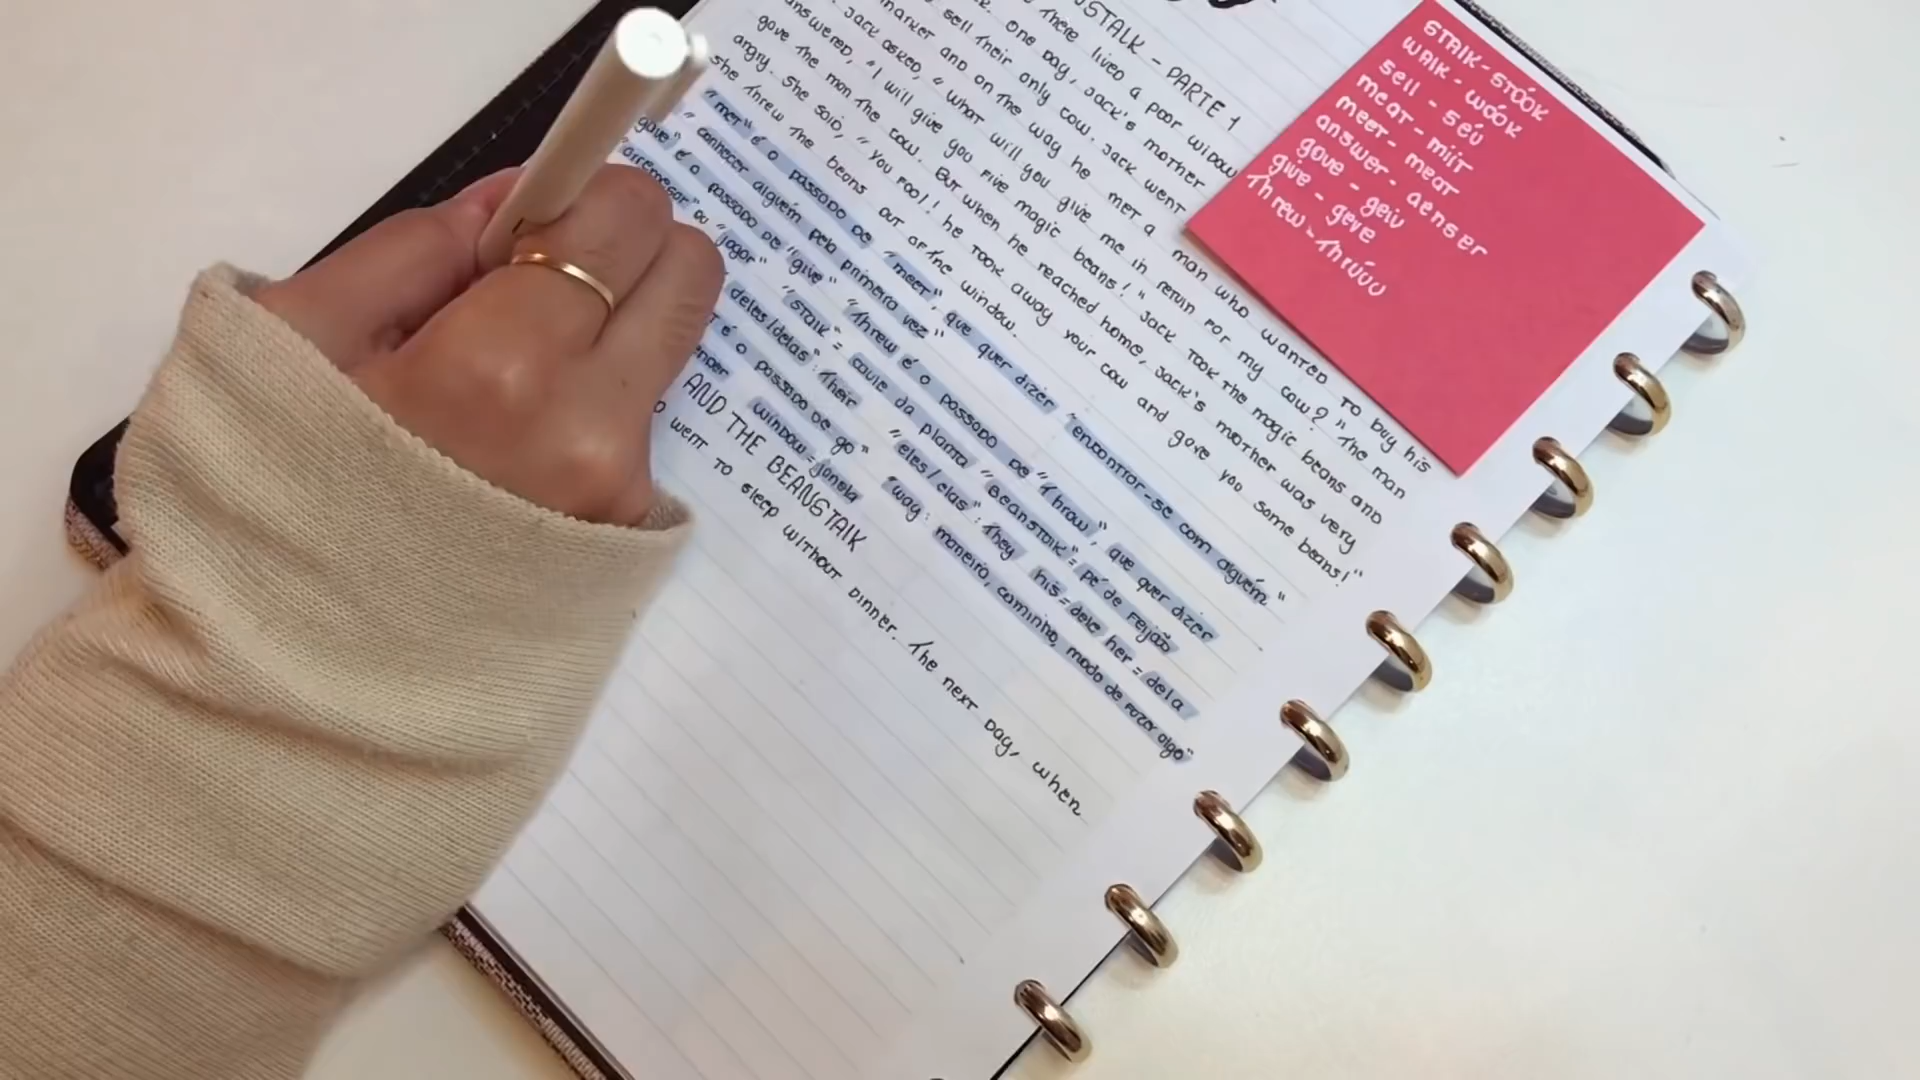 STALK - PARTE 1
there lived a poor widow
One day, Jack's mother
sell their only cow. Jack went
marker and on the way he met a man who wanted to buy his
Jack asked, "What will you give me in return for my cow?" The man
answered, "I will give you five magic beans!" Jack took the magic beans and
gave the man the cow. But when he reached home, Jack's mother was very
angry. She said, "You fool! he took away your cow and gave you some beans!"
she threw the beans out of the window.
"met" é o passado de "meet", que quer dizer "encontrar-se com alguém"
"conhecer alguém pela primeira vez"
gave" é o passado de "give" "threw é o passado de "throw", que quer dizer
"arremessar" ou "jogar" "stalk" = caule da planta "Beanstalk" = pé de feijão
deles/delas": their "eles/elas": they his = dele her = dela
é o passado de go" "way: maneira, caminho, modo de fazer algo"
window = janela
AND THE BEANSTALK
went to sleep without dinner. The next day, when
STALK - STÓÓK
WALK - WÓÓK
sell - séu
meat - miit
meet - meat
answer - aenser
gave - geiv
give - geve
threw - thrúuu